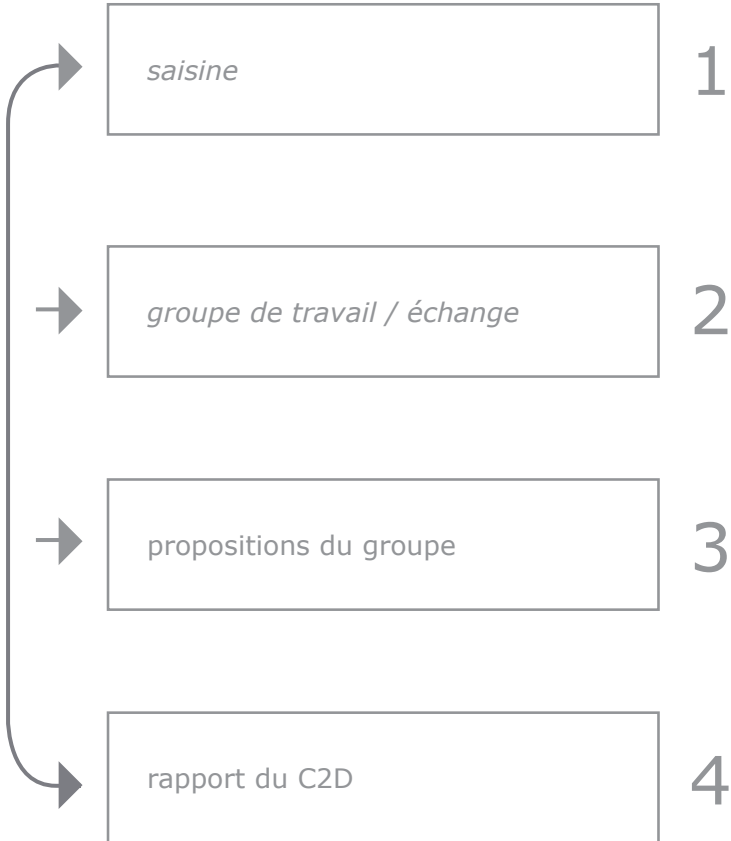 saisine
1
groupe de travail / échange
2
propositions du groupe
3
rapport du C2D
4